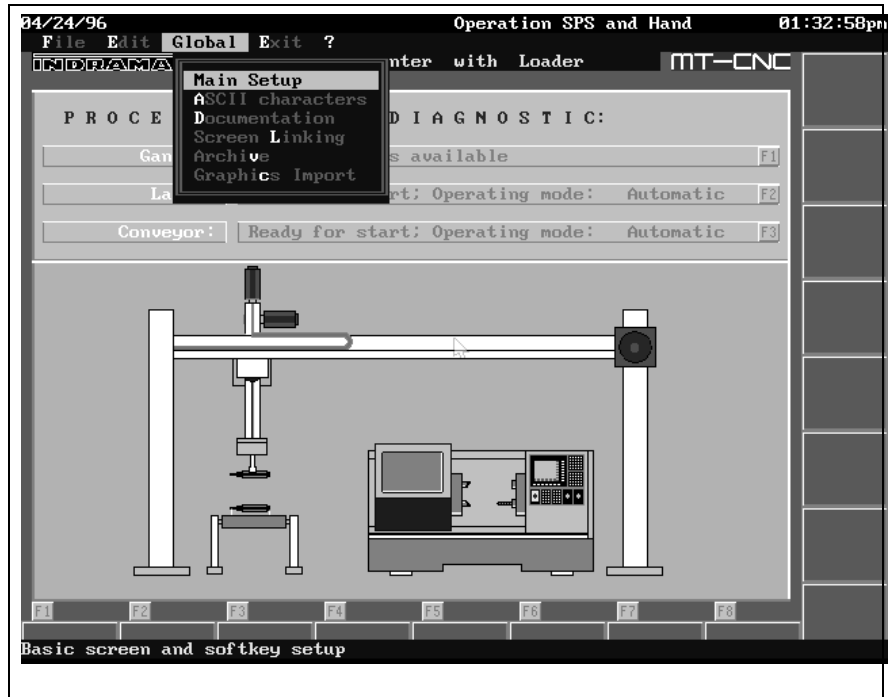 04/24/96 Operation SPS and Hand 01:32:58pm
File Edit Global Exit ?
INDRAMA nter with Loader MT-CNC
Main Setup
ASCII characters
Documentation
Screen Linking
Archive
Graphics Import
P R O C E D I A G N O S T I C:
Gan s available F1
La rt; Operating mode: Automatic F2
Conveyor: Ready for start; Operating mode: Automatic F3
F1 F2 F3 F4 F5 F6 F7 F8
Basic screen and softkey setup